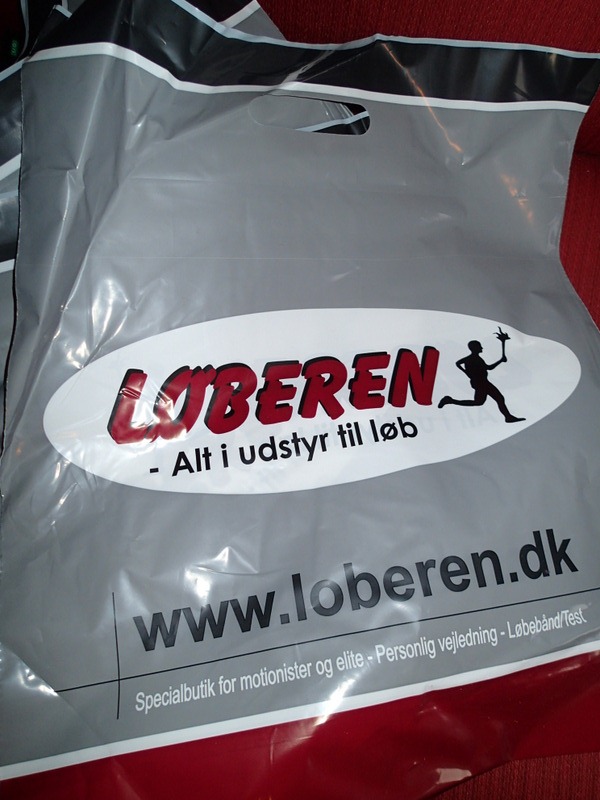 LØBEREN
- Alt i udstyr til løb
www.loberen.dk
Specialbutik for motionister og elite - Personlig vejledning - Løbebånd/Test